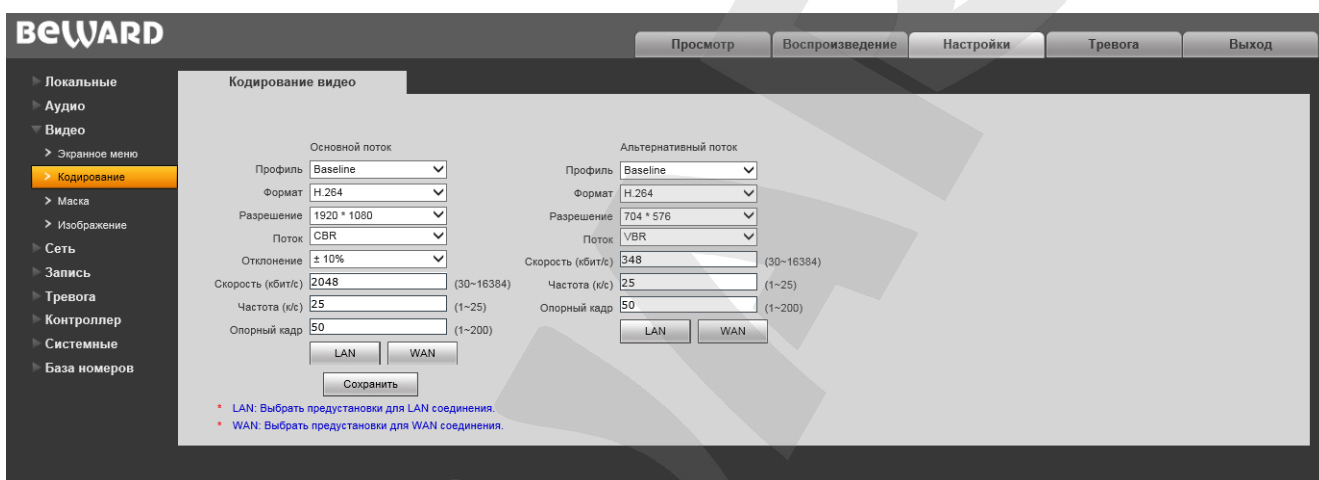 BEWARD
Просмотр Воспроизведение Настройки Тревога Выход
Локальные
Аудио
Видео
Экранное меню
Кодирование
Маска
Изображение
Сеть
Запись
Тревога
Контроллер
Системные
База номеров
Кодирование видео
Основной поток
Профиль Baseline
Формат H.264
Разрешение 1920 * 1080
Поток CBR
Отклонение ± 10%
Скорость (кбит/с) 2048 (30~16384)
Частота (к/с) 25 (1~25)
Опорный кадр 50 (1~200)
LAN WAN
Сохранить
Альтернативный поток
Профиль Baseline
Формат H.264
Разрешение 704 * 576
Поток VBR
Скорость (кбит/с) 348 (30~16384)
Частота (к/с) 25 (1~25)
Опорный кадр 50 (1~200)
LAN WAN
* LAN: Выбрать предустановки для LAN соединения.
* WAN: Выбрать предустановки для WAN соединения.